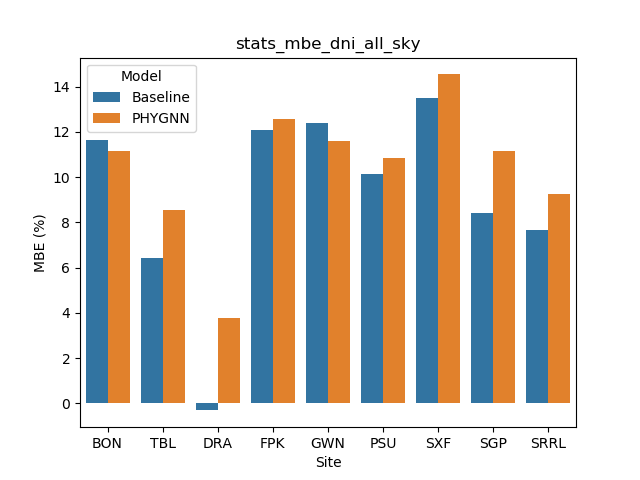 stats_mbe_dni_all_sky
Model
Baseline
PHYGNN
MBE (%)
14
12
10
8
6
4
2
0
BON TBL DRA FPK GWN PSU SXF SGP SRRL
Site